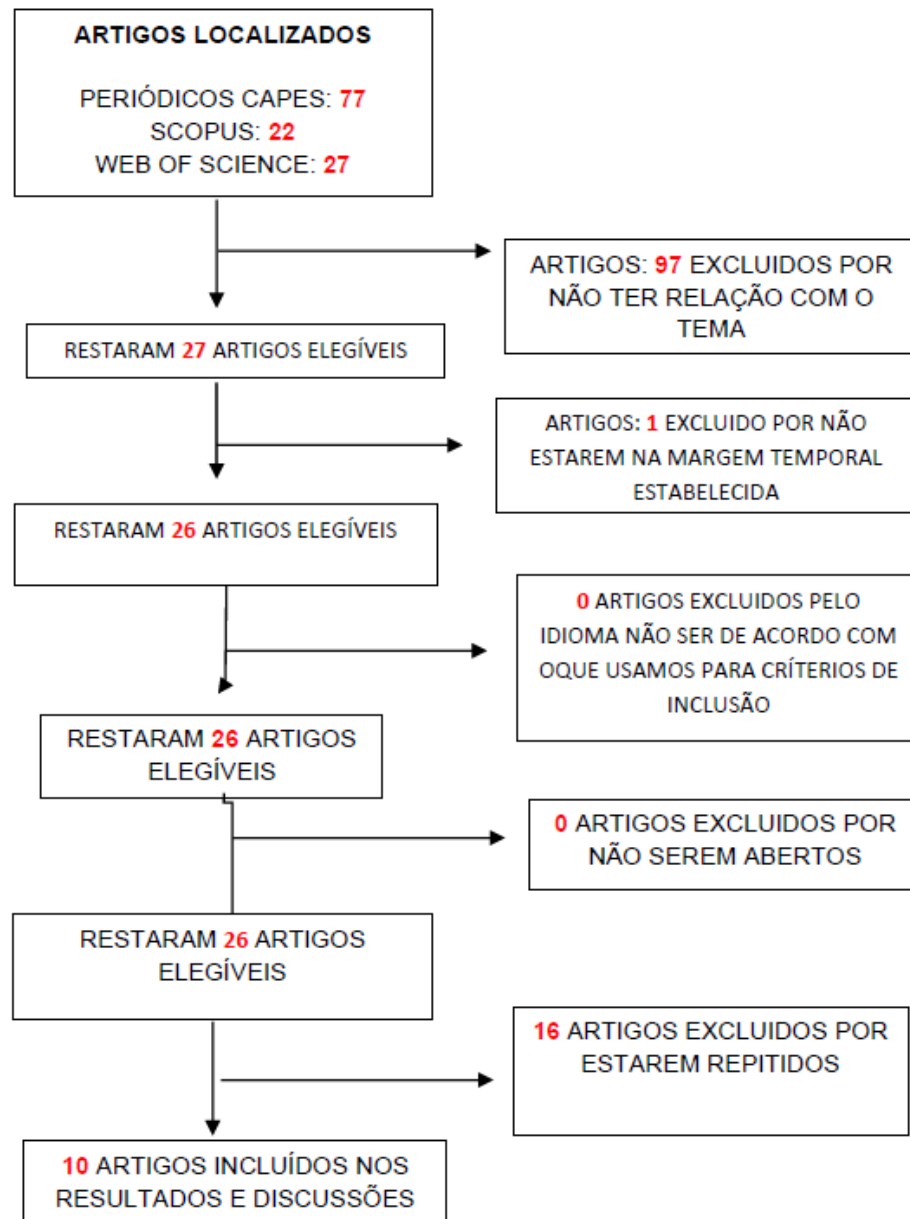 ARTIGOS LOCALIZADOS
PERIÓDICOS CAPES: 77
SCOPUS: 22
WEB OF SCIENCE: 27
ARTIGOS: 97 EXCLUIDOS POR
NÃO TER RELAÇÃO COM O
TEMA
RESTARAM 27 ARTIGOS ELEGÍVEIS
ARTIGOS: 1 EXCLUIDO POR NÃO
ESTAREM NA MARGEM TEMPORAL
ESTABELECIDA
RESTARAM 26 ARTIGOS ELEGÍVEIS
0 ARTIGOS EXCLUIDOS PELO
IDIOMA NÃO SER DE ACORDO COM
OQUE USAMOS PARA CRÍTERIOS DE
INCLUSÃO
RESTARAM 26 ARTIGOS
ELEGÍVEIS
0 ARTIGOS EXCLUIDOS POR
NÃO SEREM ABERTOS
RESTARAM 26 ARTIGOS
ELEGÍVEIS
16 ARTIGOS EXCLUIDOS POR
ESTAREM REPITIDOS
10 ARTIGOS INCLUÍDOS NOS
RESULTADOS E DISCUSSÕES